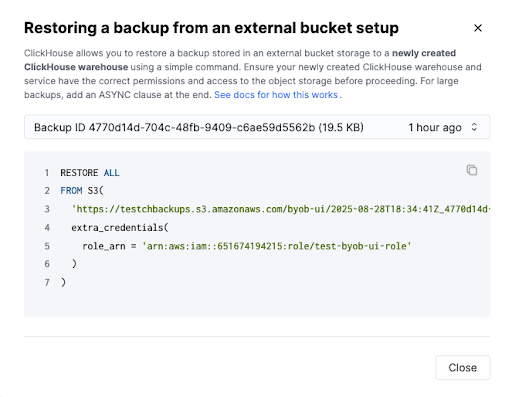 Restoring a backup from an external bucket setup
ClickHouse allows you to restore a backup stored in an external bucket storage to a newly created
ClickHouse warehouse using a simple command. Ensure your newly created ClickHouse warehouse and
service have the correct permissions and access to the object storage before proceeding. For large
backups, add an ASYNC clause at the end. See docs for how this works.
Backup ID 4770d14d-704c-48fb-9409-c6ae59d5562b (19.5 KB) 1 hour ago
1 RESTORE ALL
2 FROM S3(
3 'https://testchbackups.s3.amazonaws.com/byob-ui/2025-08-28T18:34:41Z_4770d14d-
4 extra_credentials(
5 role_arn = 'arn:aws:iam::651674194215:role/test-byob-ui-role'
6 )
7 )
Close